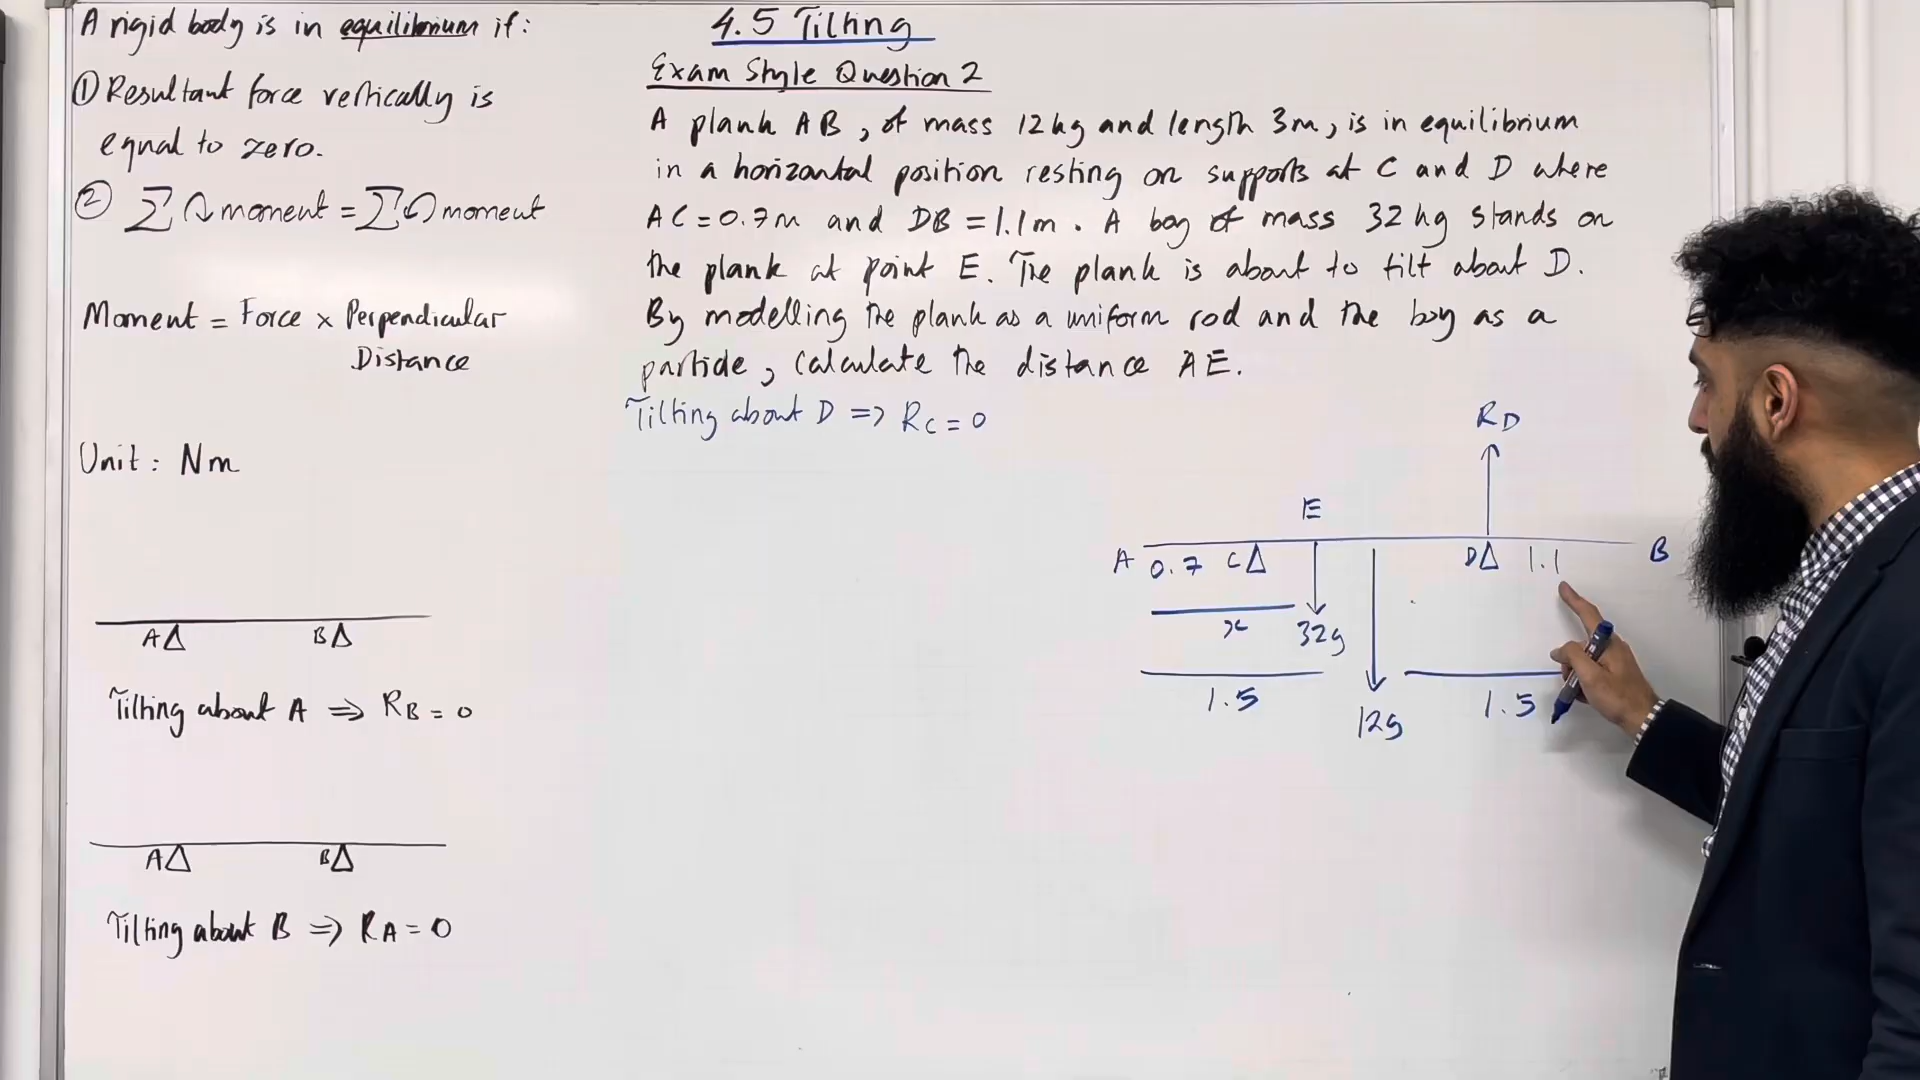 A rigid body is in equilibrium if:
① Resultant force vertically is
equal to zero.
② ∑ ↻ moment = ∑ ↺ moment
Moment = Force × Perpendicular
Distance
Unit : Nm
A△ B△
Tilting about A => RB = 0
A△ B△
Tilting about B => RA = 0
4.5 Tilting
Exam Style Question 2
A plank AB, of mass 12kg and length 3m, is in equilibrium
in a horizontal position resting on supports at C and D where
AC = 0.7m and DB = 1.1m. A boy of mass 32kg stands on
the plank at point E. The plank is about to tilt about D.
By modelling the plank as a uniform rod and the boy as a
particle, calculate the distance AE.
Tilting about D => RC = 0
RD
E
A 0.7 C△ D△ 1.1 B
x 32g
1.5 1.5
12g